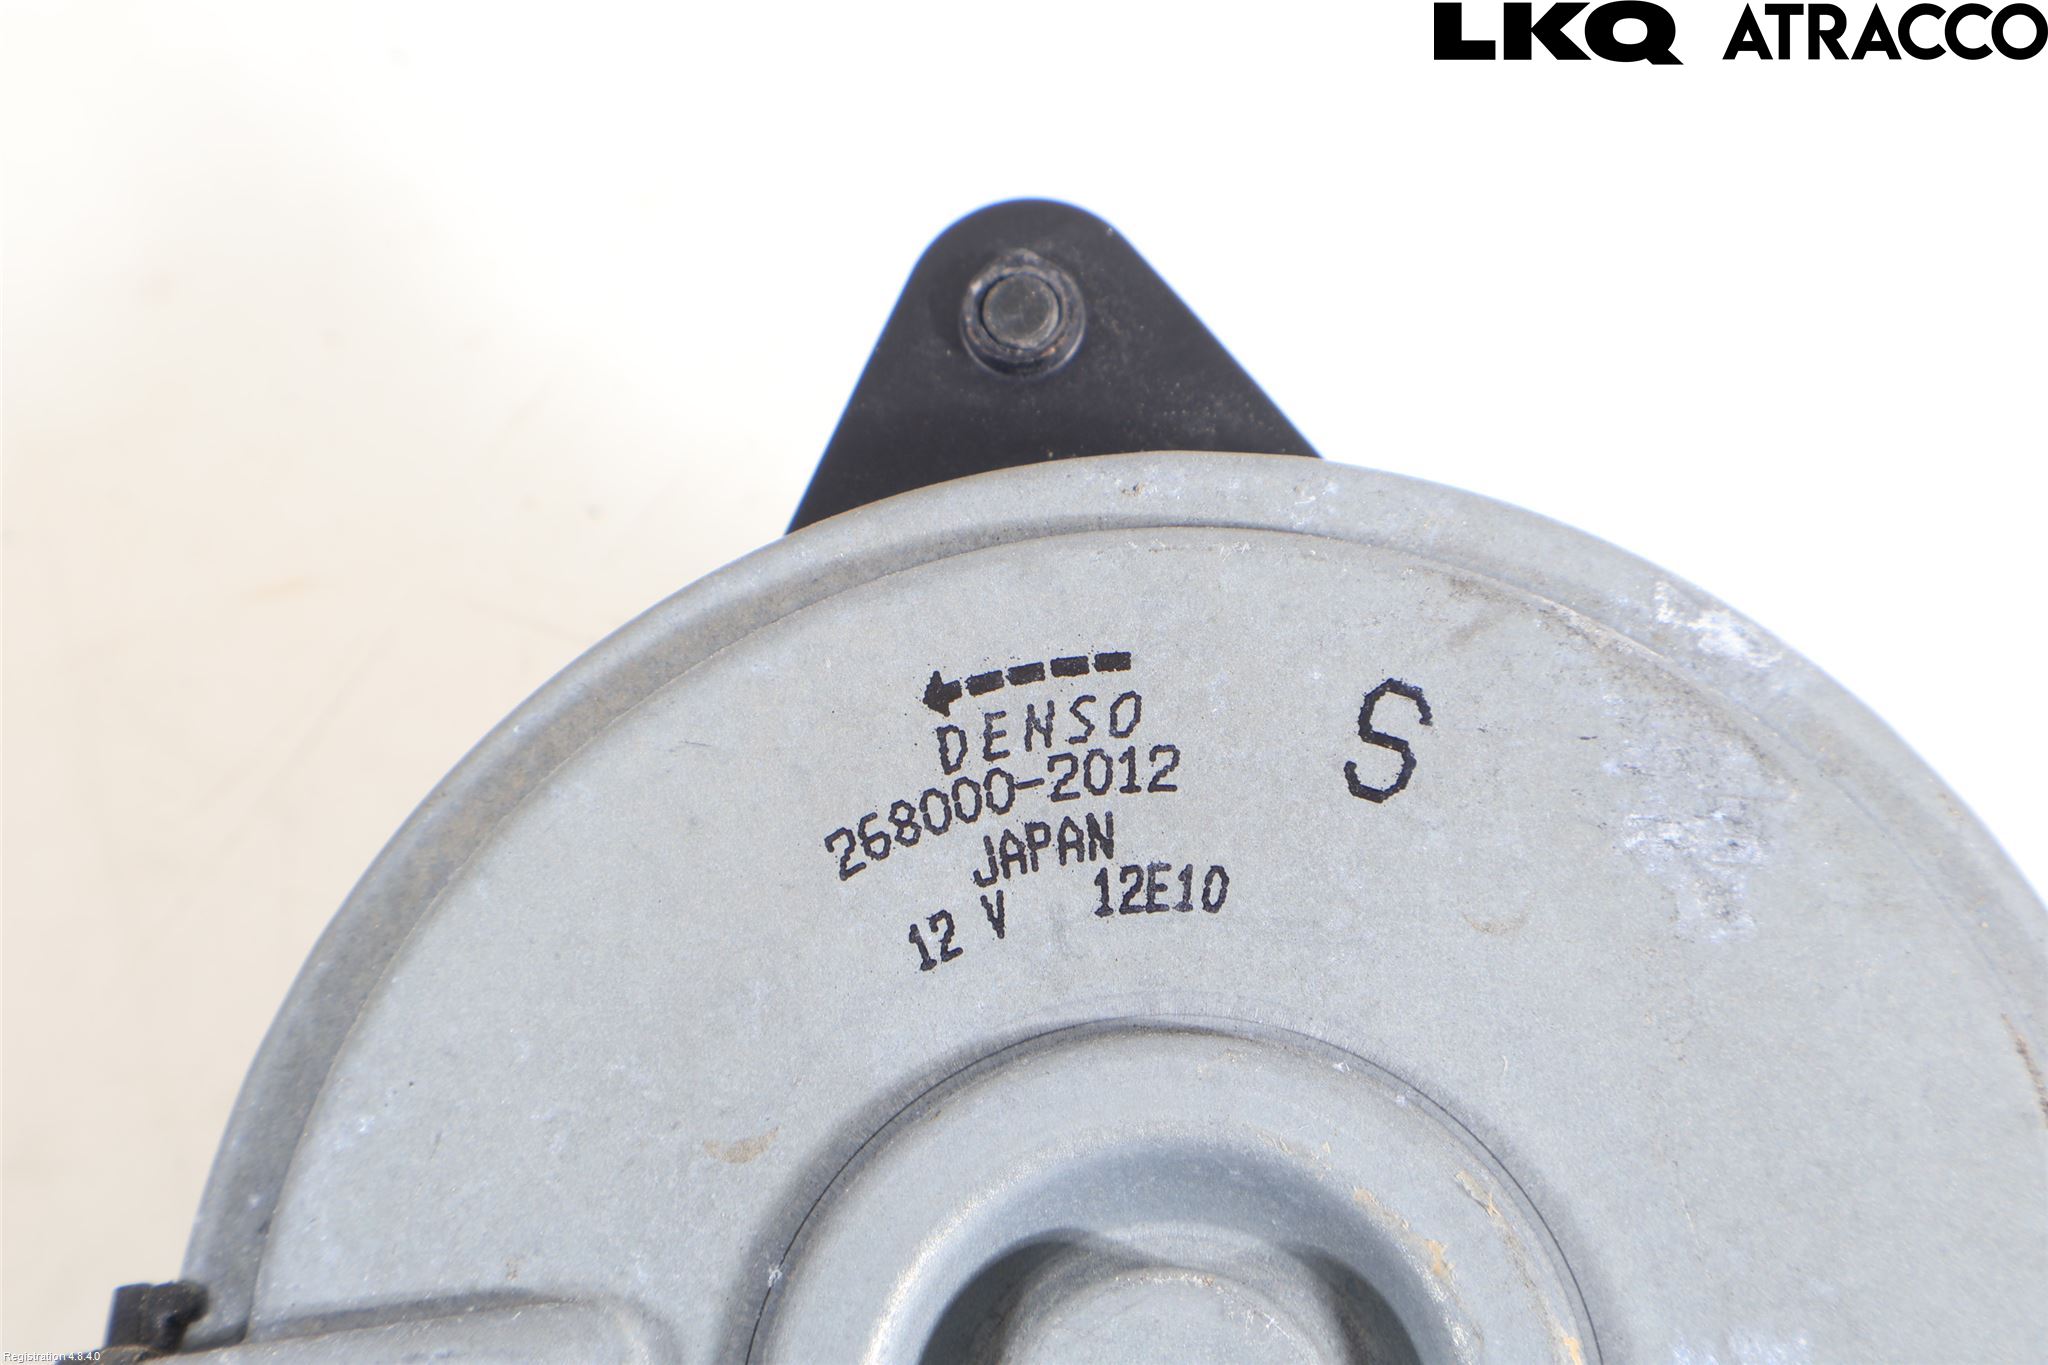 LKQ ATRACCO
DENSO
S
268000-2012
JAPAN
12 V 12E10
Registration 4.8.4.0